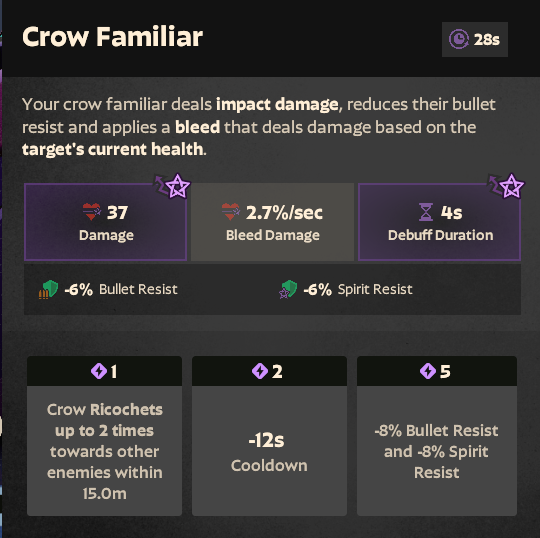 Crow Familiar
28s
Your crow familiar deals impact damage, reduces their bullet
resist and applies a bleed that deals damage based on the
target's current health.
37
Damage
2.7%/sec
Bleed Damage
4s
Debuff Duration
-6% Bullet Resist
-6% Spirit Resist
1
Crow Ricochets
up to 2 times
towards other
enemies within
15.0m
2
-12s
Cooldown
5
-8% Bullet Resist
and -8% Spirit
Resist